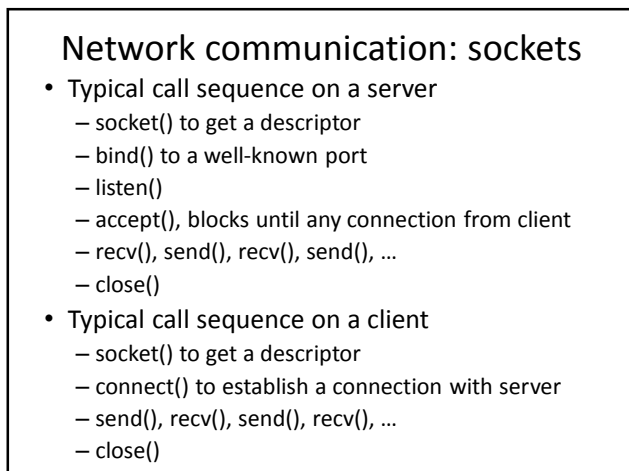 Network communication: sockets
• Typical call sequence on a server
– socket() to get a descriptor
– bind() to a well-known port
– listen()
– accept(), blocks until any connection from client
– recv(), send(), recv(), send(), …
– close()
• Typical call sequence on a client
– socket() to get a descriptor
– connect() to establish a connection with server
– send(), recv(), send(), recv(), …
– close()